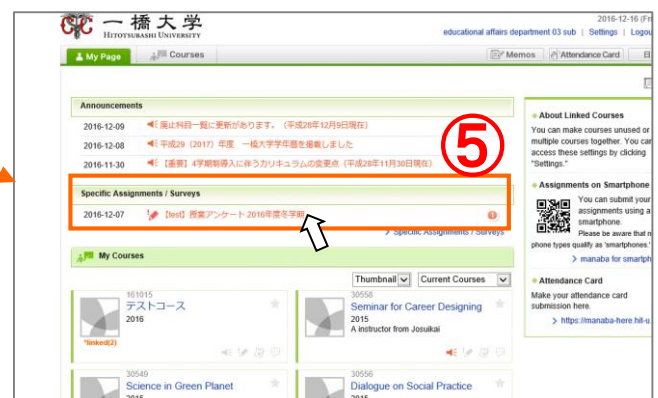 一橋大学
HITOTSUBASHI UNIVERSITY
2016-12-16 (Fri
educational affairs department 03 sub | Settings | Logou
My Page
Courses
Memos
Attendance Card
Announcements
2016-12-09 廃止科目一覧に更新があります。（平成28年12月9日現在）
2016-12-08 平成29（2017）年度 一橋大学学年暦を掲載しました
2016-11-30 【重要】4学期制導入に伴うカリキュラムの変更点（平成28年11月30日現在）
⑤
Specific Assignments / Surveys
2016-12-07 【test】授業アンケート 2016年度冬学期
> Specific Assignments / Surveys
My Courses
Thumbnail
Current Courses
161015
テストコース
2016
*linked(2)
30558
Seminar for Career Designing
2015
A instructor from Josuikai
30549
Science in Green Planet
2015
30556
Dialogue on Social Practice
2015
About Linked Courses
You can make courses unused or
multiple courses together. You can
access these settings by clicking
"Settings."
Assignments on Smartphone
You can submit your
assignments using a
smartphone.
Please be aware that n
phone types qualify as 'smartphones.'
> manaba for smartph
Attendance Card
Make your attendance card
submission here.
> https://manaba-here.hit-u.